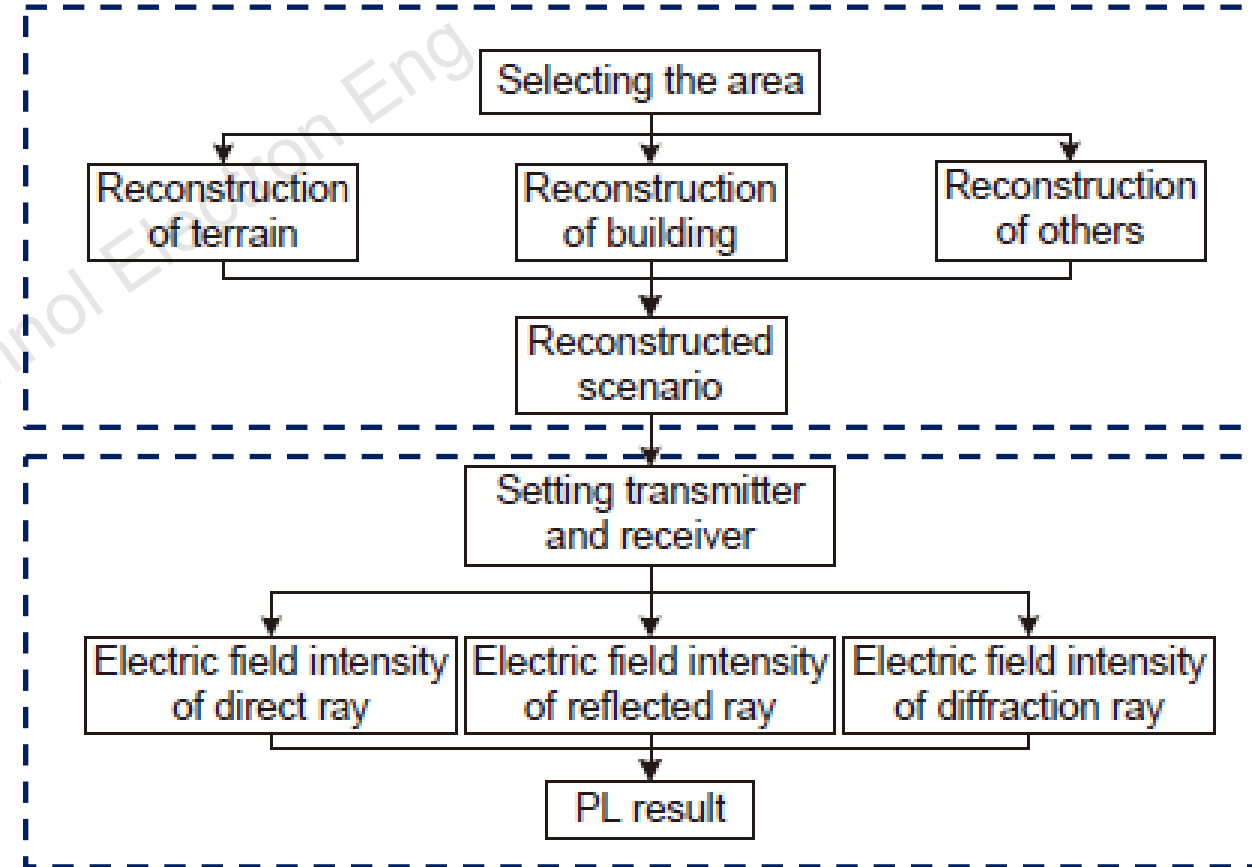 Selecting the area
Reconstruction
of terrain
Reconstruction
of building
Reconstruction
of others
Reconstructed
scenario
Setting transmitter
and receiver
Electric field intensity
of direct ray
Electric field intensity
of reflected ray
Electric field intensity
of diffraction ray
PL result
Electron Eng